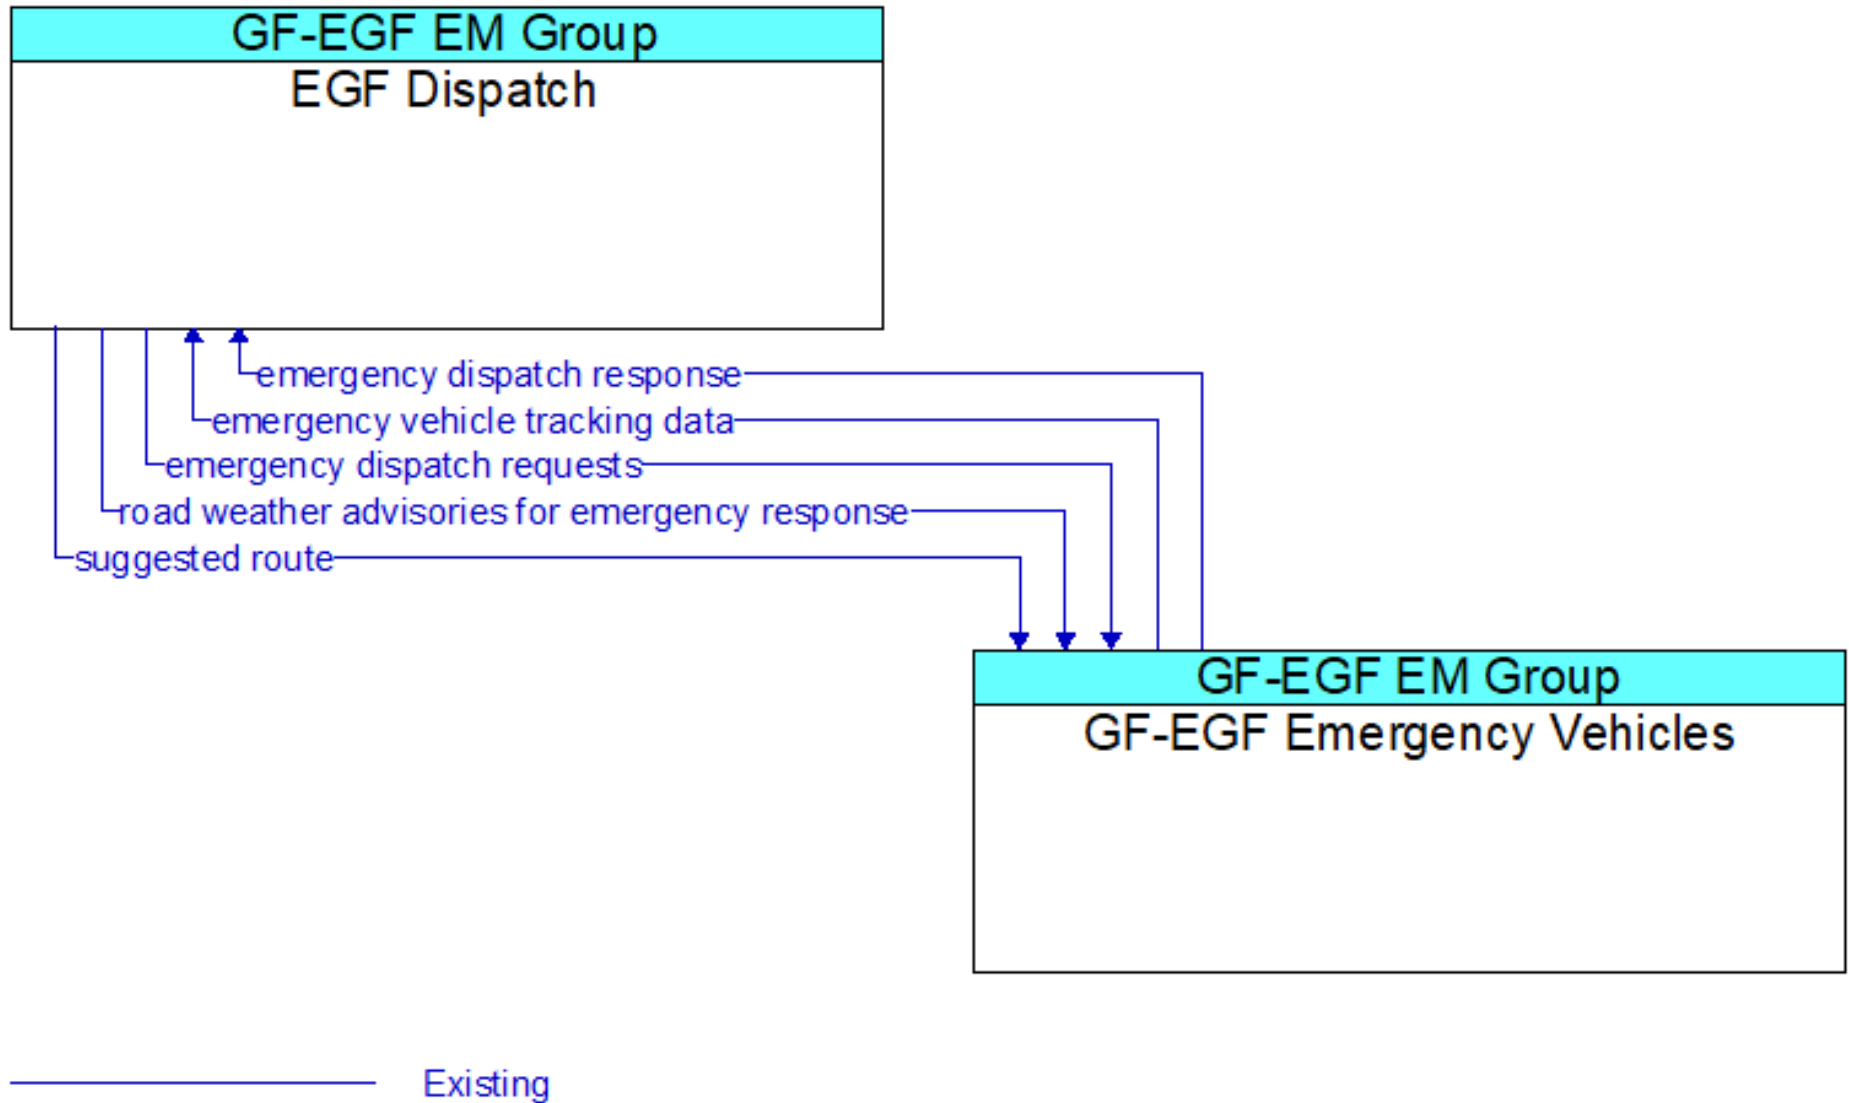 GF-EGF EM Group
EGF Dispatch
emergency dispatch response
emergency vehicle tracking data
emergency dispatch requests
road weather advisories for emergency response
suggested route
GF-EGF EM Group
GF-EGF Emergency Vehicles
Existing